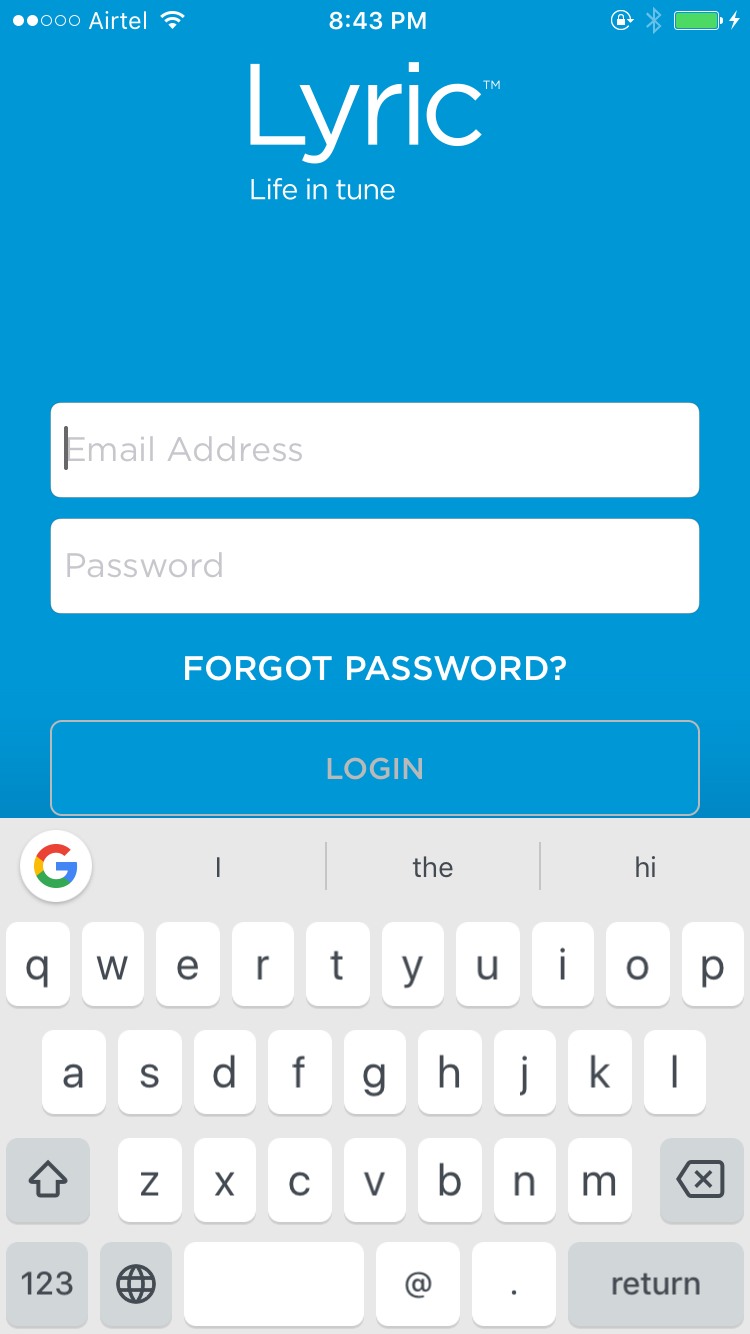 Airtel 8:43 PM
Lyric™
Life in tune
Email Address
Password
FORGOT PASSWORD?
LOGIN
G I the hi
q w e r t y u i o p
a s d f g h j k l
z x c v b n m
123 @ . return